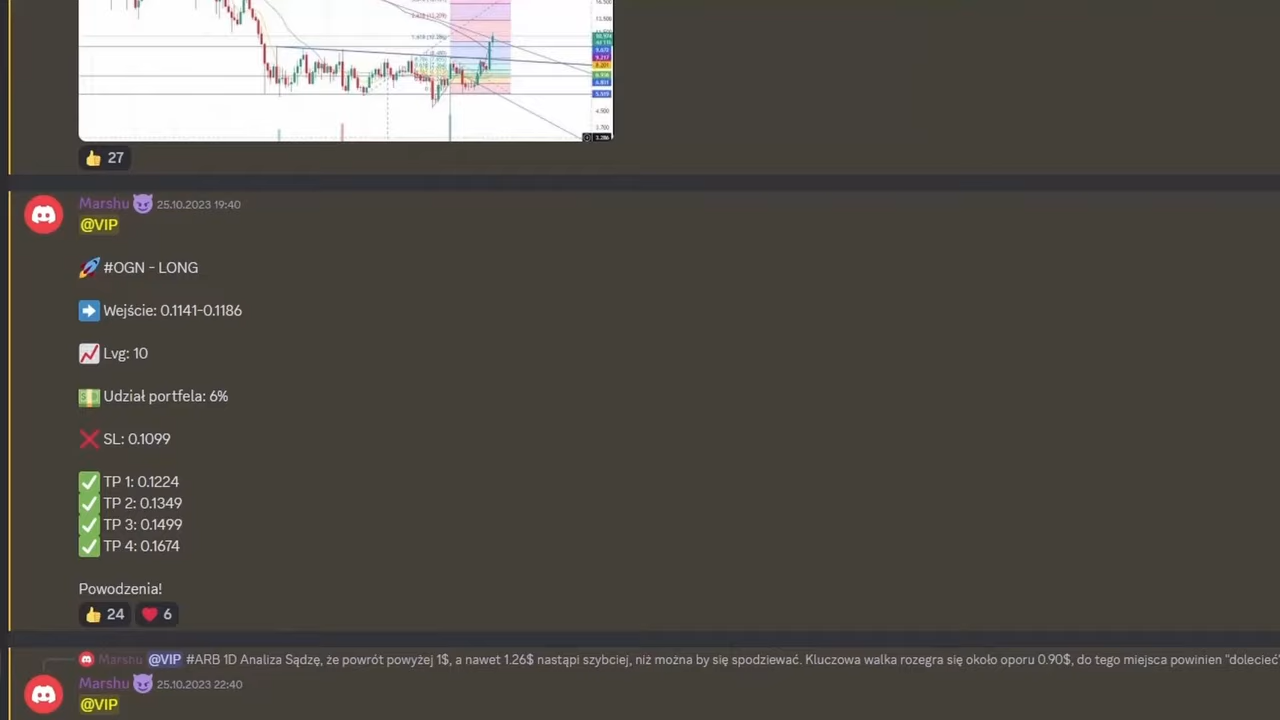 27
Marshu 😈 25.10.2023 19:40
@VIP
🚀 #OGN - LONG
➡️ Wejście: 0.1141-0.1186
📈 Lvg: 10
💵 Udział portfela: 6%
❌ SL: 0.1099
✅ TP 1: 0.1224
✅ TP 2: 0.1349
✅ TP 3: 0.1499
✅ TP 4: 0.1674
Powodzenia!
👍 24 ❤️ 6
Marshu @VIP #ARB 1D Analiza Sądzę, że powrót powyżej 1$, a nawet 1.26$ nastąpi szybciej, niż można by się spodziewać. Kluczowa walka rozegra się około oporu 0.90$, do tego miejsca powinien "dolecieć"
Marshu 😈 25.10.2023 22:40
@VIP